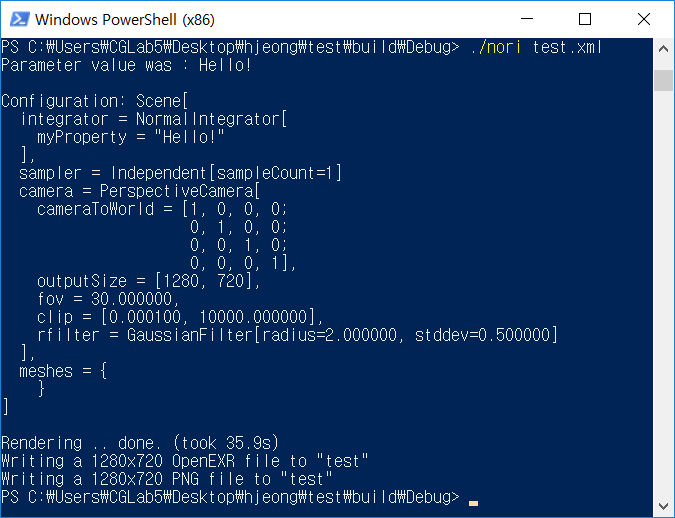 Windows PowerShell (x86)
PS C:₩Users₩CGLab5₩Desktop₩hjeong₩test₩build₩Debug> ./nori test.xml
Parameter value was : Hello!

Configuration: Scene[
  integrator = NormalIntegrator[
    myProperty = "Hello!"
  ],
  sampler = Independent[sampleCount=1]
  camera = PerspectiveCamera[
    cameraToWorld = [1, 0, 0, 0;
                     0, 1, 0, 0;
                     0, 0, 1, 0;
                     0, 0, 0, 1],
    outputSize = [1280, 720],
    fov = 30.000000,
    clip = [0.000100, 10000.000000],
    rfilter = GaussianFilter[radius=2.000000, stddev=0.500000]
  ],
  meshes = {
    }
]

Rendering .. done. (took 35.9s)
Writing a 1280x720 OpenEXR file to "test"
Writing a 1280x720 PNG file to "test"
PS C:₩Users₩CGLab5₩Desktop₩hjeong₩test₩build₩Debug>